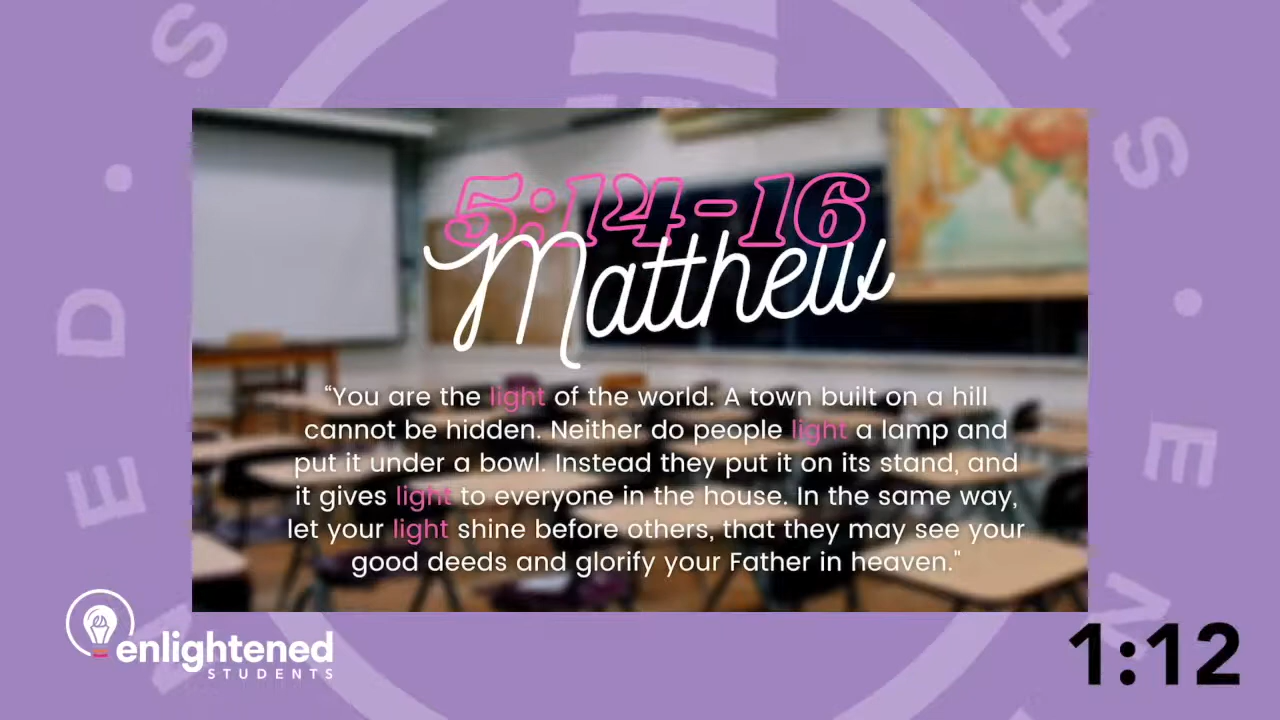 5:14-16
Matthew
“You are the light of the world. A town built on a hill
cannot be hidden. Neither do people light a lamp and
put it under a bowl. Instead they put it on its stand, and
it gives light to everyone in the house. In the same way,
let your light shine before others, that they may see your
good deeds and glorify your Father in heaven."
enlightened
STUDENTS
1:12